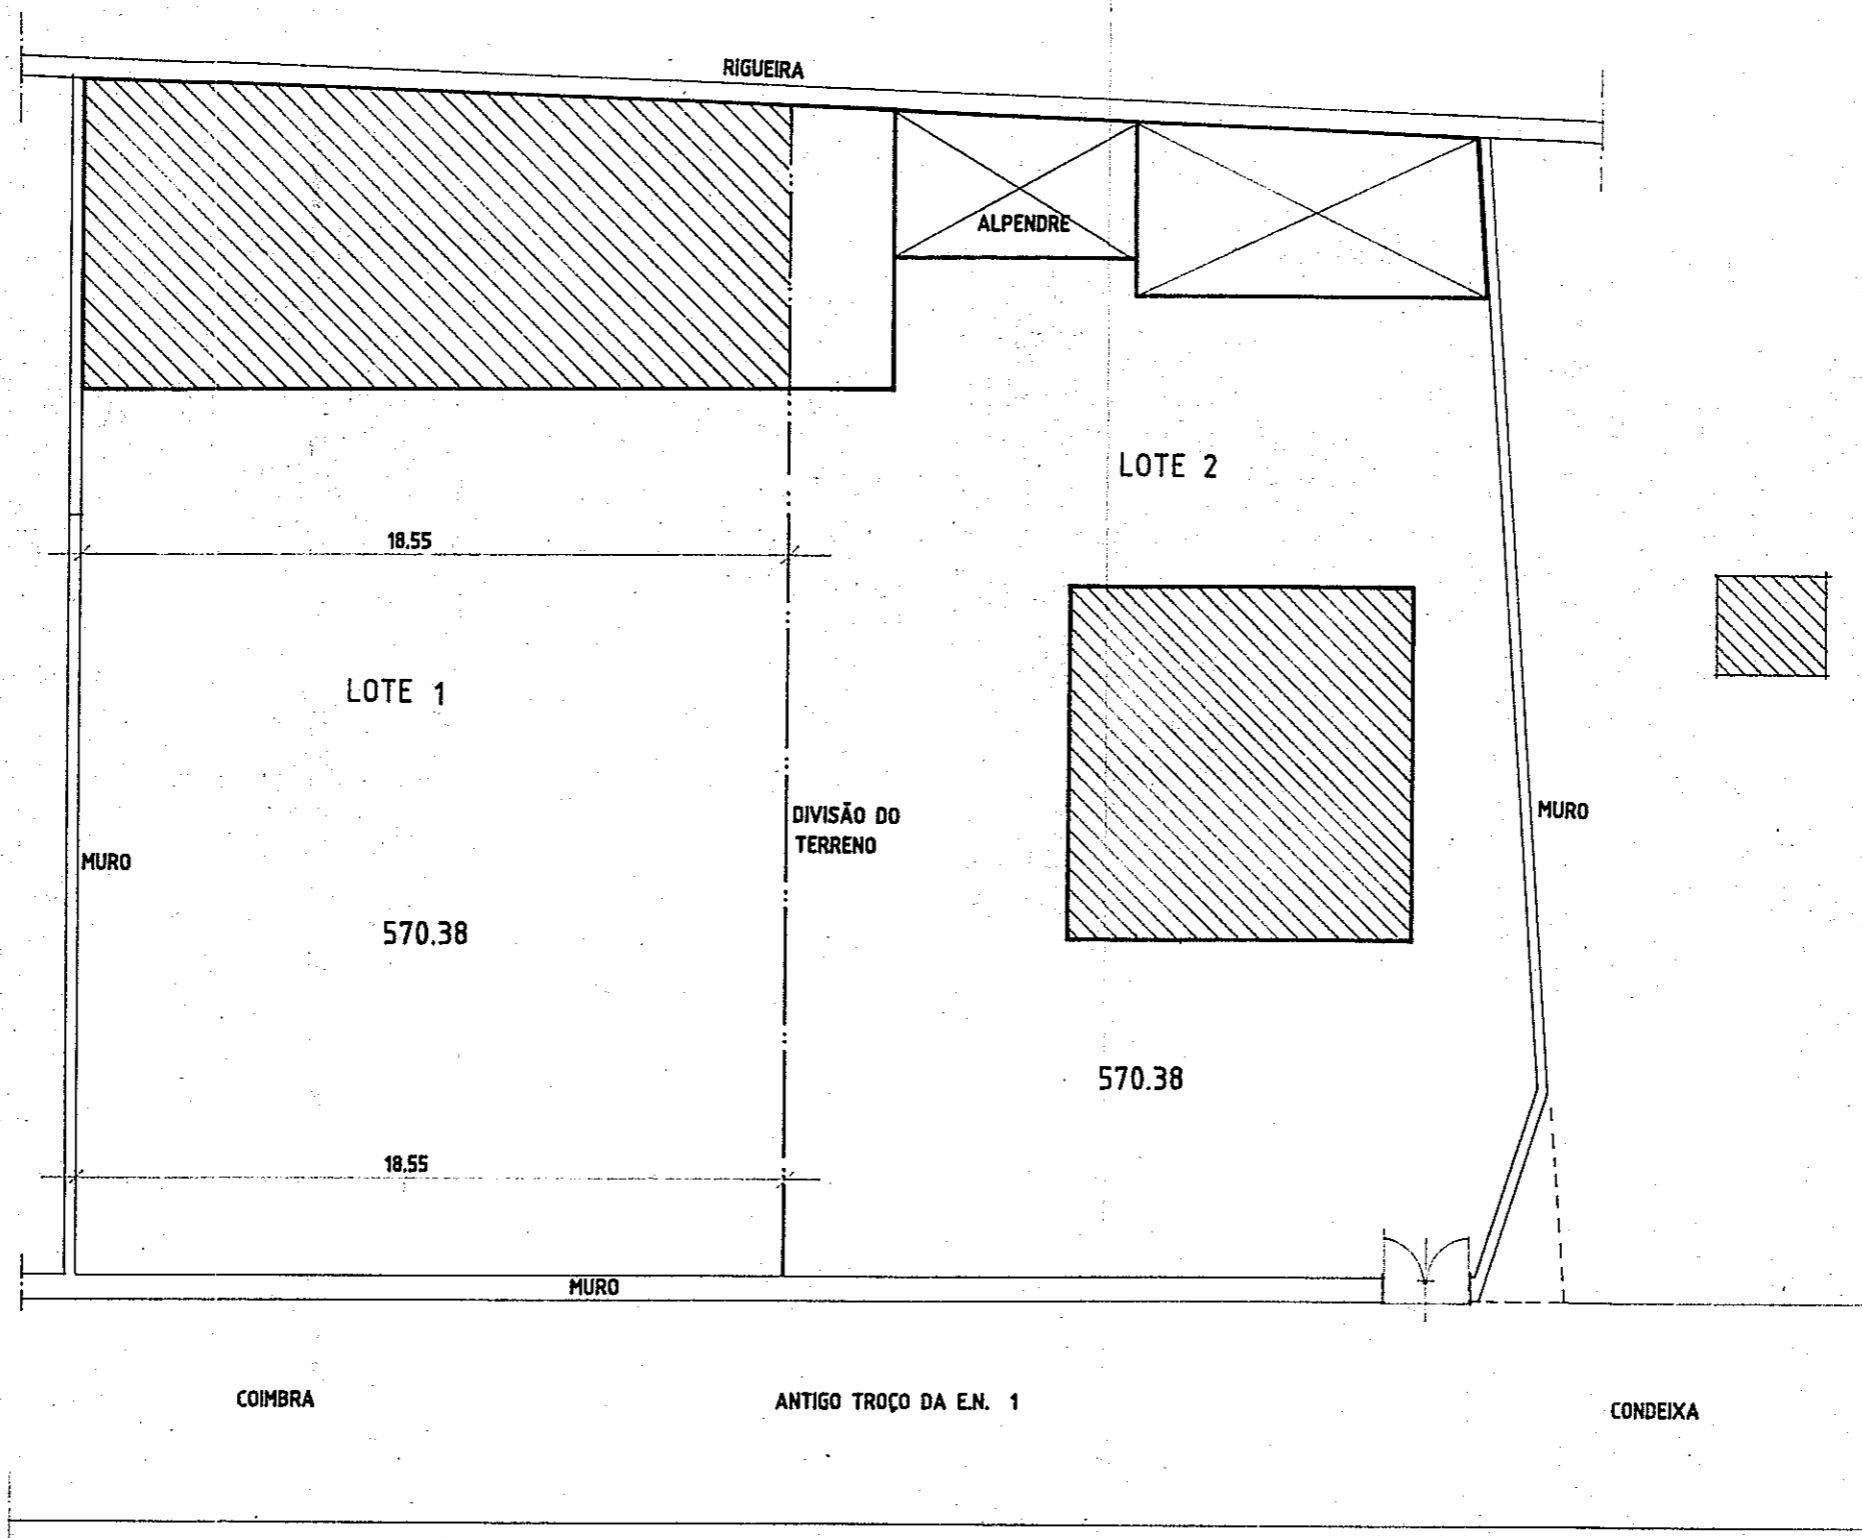 RIGUEIRA
ALPENDRE
LOTE 2
18.55
LOTE 1
DIVISÃO DO
TERRENO
MURO
MURO
570.38
570.38
18.55
MURO
COIMBRA
ANTIGO TROÇO DA E.N. 1
CONDEIXA